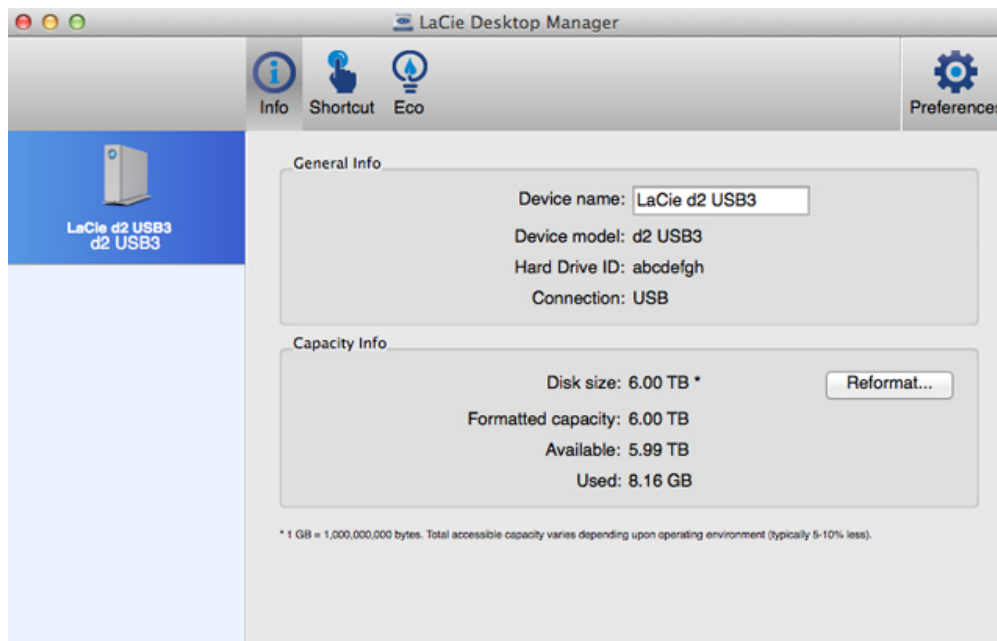 LaCie Desktop Manager
Info Shortcut Eco
Preferences
LaCie d2 USB3
d2 USB3
General Info
Device name: LaCie d2 USB3
Device model: d2 USB3
Hard Drive ID: abcdefgh
Connection: USB
Capacity Info
Disk size: 6.00 TB *
Reformat...
Formatted capacity: 6.00 TB
Available: 5.99 TB
Used: 8.16 GB
* 1 GB = 1,000,000,000 bytes. Total accessible capacity varies depending upon operating environment (typically 5-10% less).